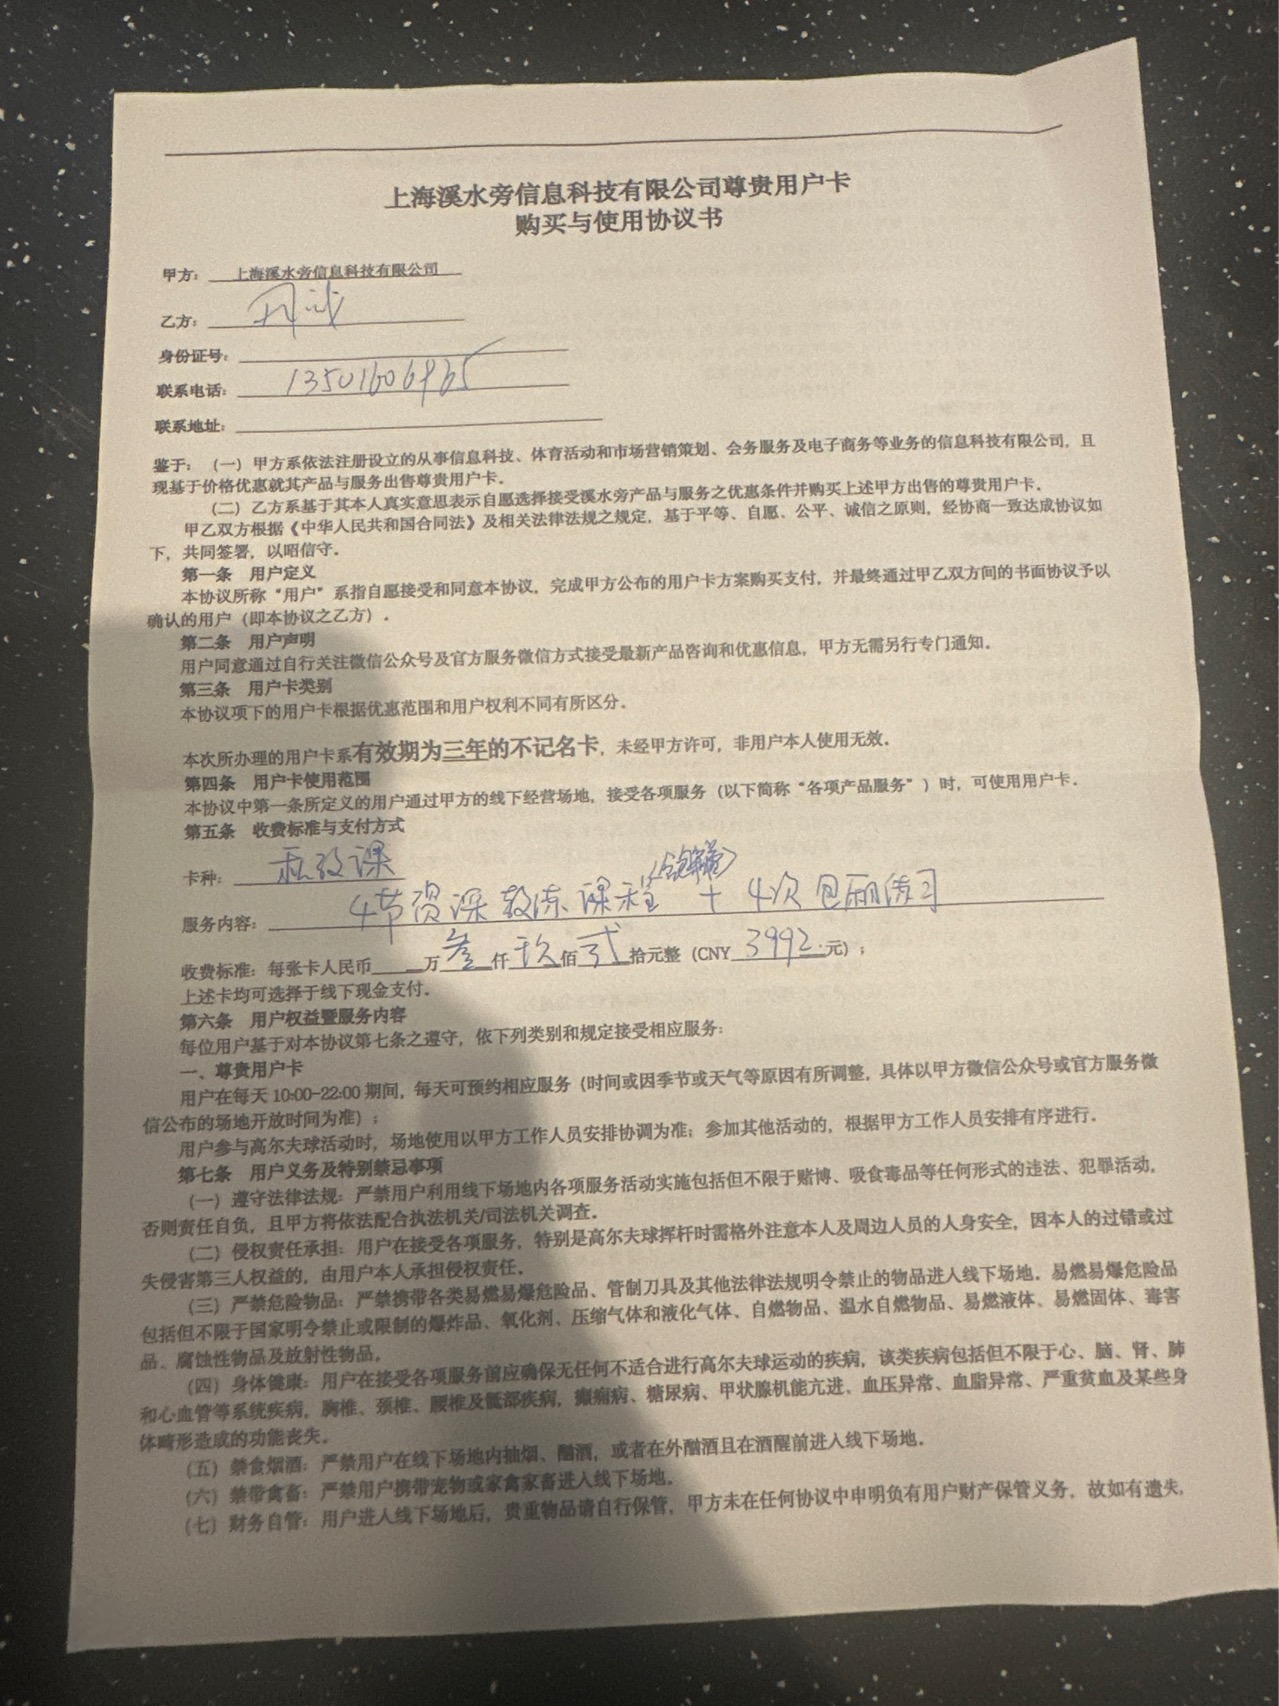 上海溪水旁信息科技有限公司尊贵用户卡
购买与使用协议书
甲方：上海溪水旁信息科技有限公司
乙方：
身份证号：
联系电话：13501606965
联系地址：
鉴于：（一）甲方系依法注册设立的从事信息科技、体育活动和市场营销策划、会务服务及电子商务等业务的信息科技有限公司，且
现基于价格优惠就其产品与服务出售尊贵用户卡。
（二）乙方系基于其本人真实意思表示自愿选择接受溪水旁产品与服务之优惠条件并购买上述甲方出售的尊贵用户卡。
甲乙双方根据《中华人民共和国合同法》及相关法律法规之规定，基于平等、自愿、公平、诚信之原则，经协商一致达成协议如
下，共同签署，以昭信守。
第一条 用户定义
本协议所称“用户”系指自愿接受和同意本协议，完成甲方公布的用户卡方案购买支付，并最终通过甲乙双方间的书面协议予以
确认的用户（即本协议之乙方）.
第二条 用户声明
用户同意通过自行关注微信公众号及官方服务微信方式接受最新产品咨询和优惠信息，甲方无需另行专门通知。
第三条 用户卡类别
本协议项下的用户卡根据优惠范围和用户权利不同有所区分。
本次所办理的用户卡系有效期为三年的不记名卡，未经甲方许可，非用户本人使用无效。
第四条 用户卡使用范围
本协议中第一条所定义的用户通过甲方的线下经营场地，接受各项服务（以下简称“各项产品服务”）时，可使用用户卡。
第五条 收费标准与支付方式
卡种：私教课
服务内容：4节资深教练课程 + 4次包厢练习
收费标准：每张卡人民币 万叁仟玖佰贰拾元整（CNY 3992.元）；
上述卡均可选择于线下现金支付。
第六条 用户权益暨服务内容
每位用户基于对本协议第七条之遵守，依下列类别和规定接受相应服务：
一、尊贵用户卡
用户在每天 10:00-22:00 期间，每天可预约相应服务（时间或因季节或天气等原因有所调整，具体以甲方微信公众号或官方服务微
信公布的场地开放时间为准）；
用户参与高尔夫球活动时，场地使用以甲方工作人员安排协调为准；参加其他活动的，根据甲方工作人员安排有序进行。
第七条 用户义务及特别禁忌事项
（一）遵守法律法规：严禁用户利用线下场地内各项服务活动实施包括但不限于赌博、吸食毒品等任何形式的违法、犯罪活动，
否则责任自负，且甲方将依法配合执法机关/司法机关调查。
（二）侵权责任承担：用户在接受各项服务，特别是高尔夫球挥杆时需格外注意本人及周边人员的人身安全，因本人的过错或过
失侵害第三人权益的，由用户本人承担侵权责任。
（三）严禁危险物品：严禁携带各类易燃易爆危险品、管制刀具及其他法律法规明令禁止的物品进入线下场地。易燃易爆危险品
包括但不限于国家明令禁止或限制的爆炸品、氧化剂、压缩气体和液化气体、自燃物品、温水自燃物品、易燃液体、易燃固体、毒害
品、腐蚀性物品及放射性物品。
（四）身体健康：用户在接受各项服务前应确保无任何不适合进行高尔夫球运动的疾病，该类疾病包括但不限于心、脑、肾、肺
和心血管等系统疾病，胸椎、颈椎、腰椎及骶部疾病，癫痫病、糖尿病、甲状腺机能亢进、血压异常、血脂异常、严重贫血及某些身
体畸形造成的功能丧失。
（五）禁食烟酒：严禁用户在线下场地内抽烟、酗酒，或者在外酗酒且在酒醒前进入线下场地。
（六）禁带禽畜：严禁用户携带宠物或家禽家畜进入线下场地。
（七）财务自管：用户进入线下场地后，贵重物品请自行保管，甲方未在任何协议中申明负有用户财产保管义务，故如有遗失，